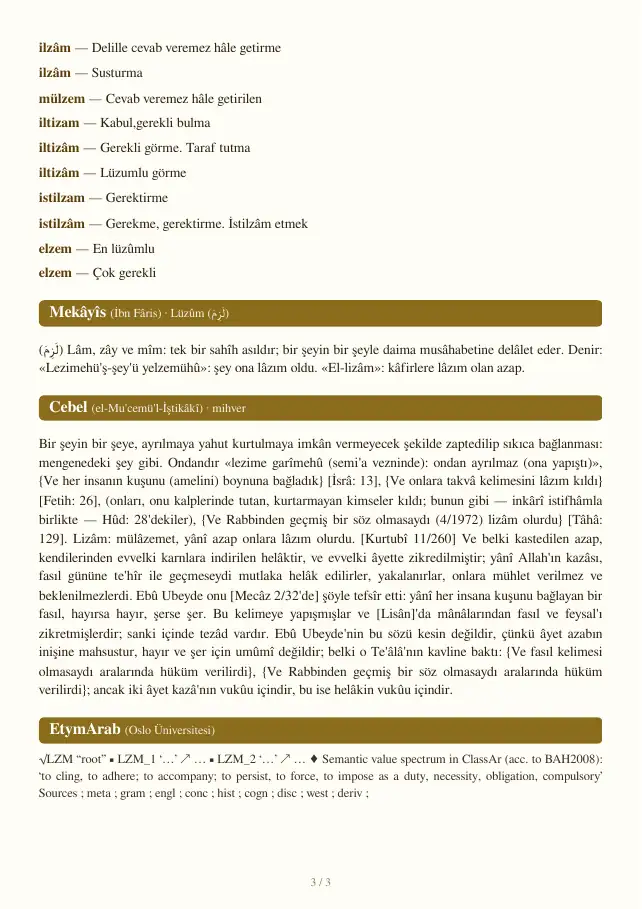 ilzâm — Delille cevab veremez hâle getirme
ilzâm — Susturma
mülzem — Cevab veremez hâle getirilen
iltizam — Kabul,gerekli bulma
iltizâm — Gerekli görme. Taraf tutma
iltizâm — Lüzumlu görme
istilzam — Gerektirme
istilzâm — Gerekme, gerektirme. İstilzâm etmek
elzem — En lüzûmlu
elzem — Çok gerekli
Mekâyîs (İbn Fâris) · Lüzûm (لَزِمَ)
(لَزِمَ) Lâm, zây ve mîm: tek bir sahîh asıldır; bir şeyin bir şeyle daima musâhabetine delâlet eder. Denir:
«Lezimehü'ş-şey'ü yelzemühû»: şey ona lâzım oldu. «El-lizâm»: kâfirlere lâzım olan azap.
Cebel (el-Mu'cemü'l-İştikâkî) · mihver
Bir şeyin bir şeye, ayrılmaya yahut kurtulmaya imkân vermeyecek şekilde zaptedilip sıkıca bağlanması:
mengenedeki şey gibi. Ondandır «lezime garîmehû (semi'a vezninde): ondan ayrılmaz (ona yapıştı)»,
{Ve her insanın kuşunu (amelini) boynuna bağladık} [İsrâ: 13], {Ve onlara takvâ kelimesini lâzım kıldı}
[Fetih: 26], (onları, onu kalplerinde tutan, kurtarmayan kimseler kıldı; bunun gibi — inkârî istifhâmla
birlikte — Hûd: 28'dekiler), {Ve Rabbinden geçmiş bir söz olmasaydı (4/1972) lizâm olurdu} [Tâhâ:
129]. Lizâm: mülâzemet, yânî azap onlara lâzım olurdu. [Kurtubî 11/260] Ve belki kastedilen azap,
kendilerinden evvelki karnlara indirilen helâktir, ve evvelki âyette zikredilmiştir; yânî Allah'ın kazâsı,
fasıl gününe te'hîr ile geçmeseydi mutlaka helâk edilirler, yakalanırlar, onlara mühlet verilmez ve
beklenilmezlerdi. Ebû Ubeyde onu [Mecâz 2/32'de] şöyle tefsîr etti: yânî her insana kuşunu bağlayan bir
fasıl, hayırsa hayır, şerse şer. Bu kelimeye yapışmışlar ve [Lisân]'da mânâlarından fasıl ve feysal'ı
zikretmişlerdir; sanki içinde tezâd vardır. Ebû Ubeyde'nin bu sözü kesin değildir, çünkü âyet azabın
inişine mahsustur, hayır ve şer için umûmî değildir; belki o Te'âlâ'nın kavline baktı: {Ve fasıl kelimesi
olmasaydı aralarında hüküm verilirdi}, {Ve Rabbinden geçmiş bir söz olmasaydı aralarında hüküm
verilirdi}; ancak iki âyet kazâ'nın vukûu içindir, bu ise helâkin vukûu içindir.
EtymArab (Oslo Üniversitesi)
√LZM “root” ▪ LZM_1 ‘…’ ↗ … ▪ LZM_2 ‘…’ ↗ … ♦ Semantic value spectrum in ClassAr (acc. to BAH2008):
‘to cling, to adhere; to accompany; to persist, to force, to impose as a duty, necessity, obligation, compulsory’
Sources ; meta ; gram ; engl ; conc ; hist ; cogn ; disc ; west ; deriv ;
3 / 3